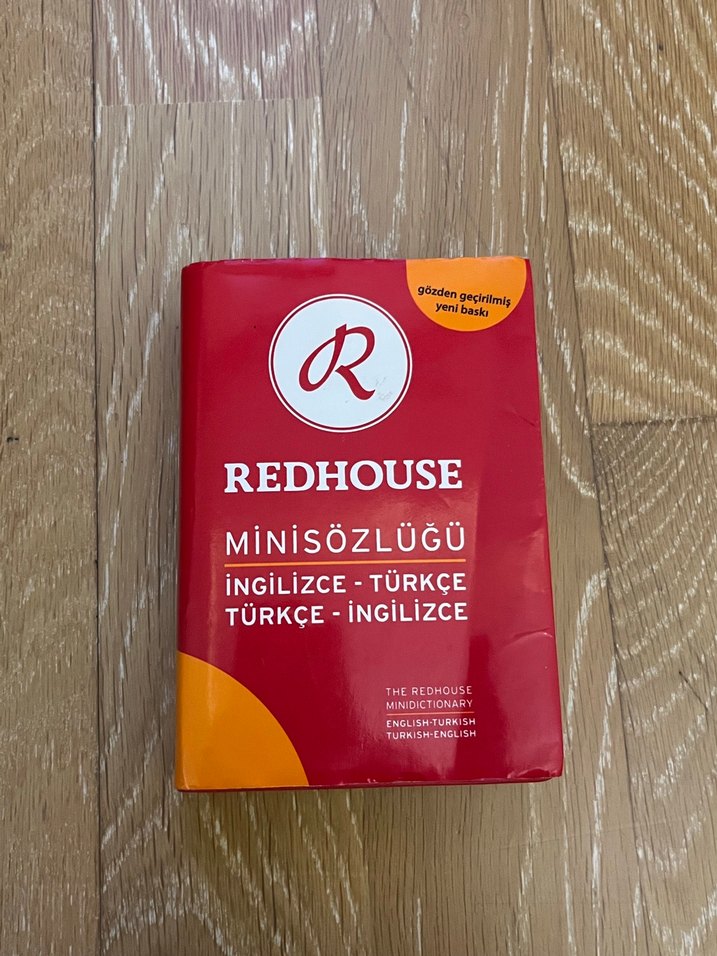 gözden geçirilmiş
yeni baskı
R
REDHOUSE
MİNİSÖZLÜĞÜ
İNGİLİZCE - TÜRKÇE
TÜRKÇE - İNGİLİZCE
THE REDHOUSE
MINIDICTIONARY
ENGLISH-TURKISH
TURKISH-ENGLISH